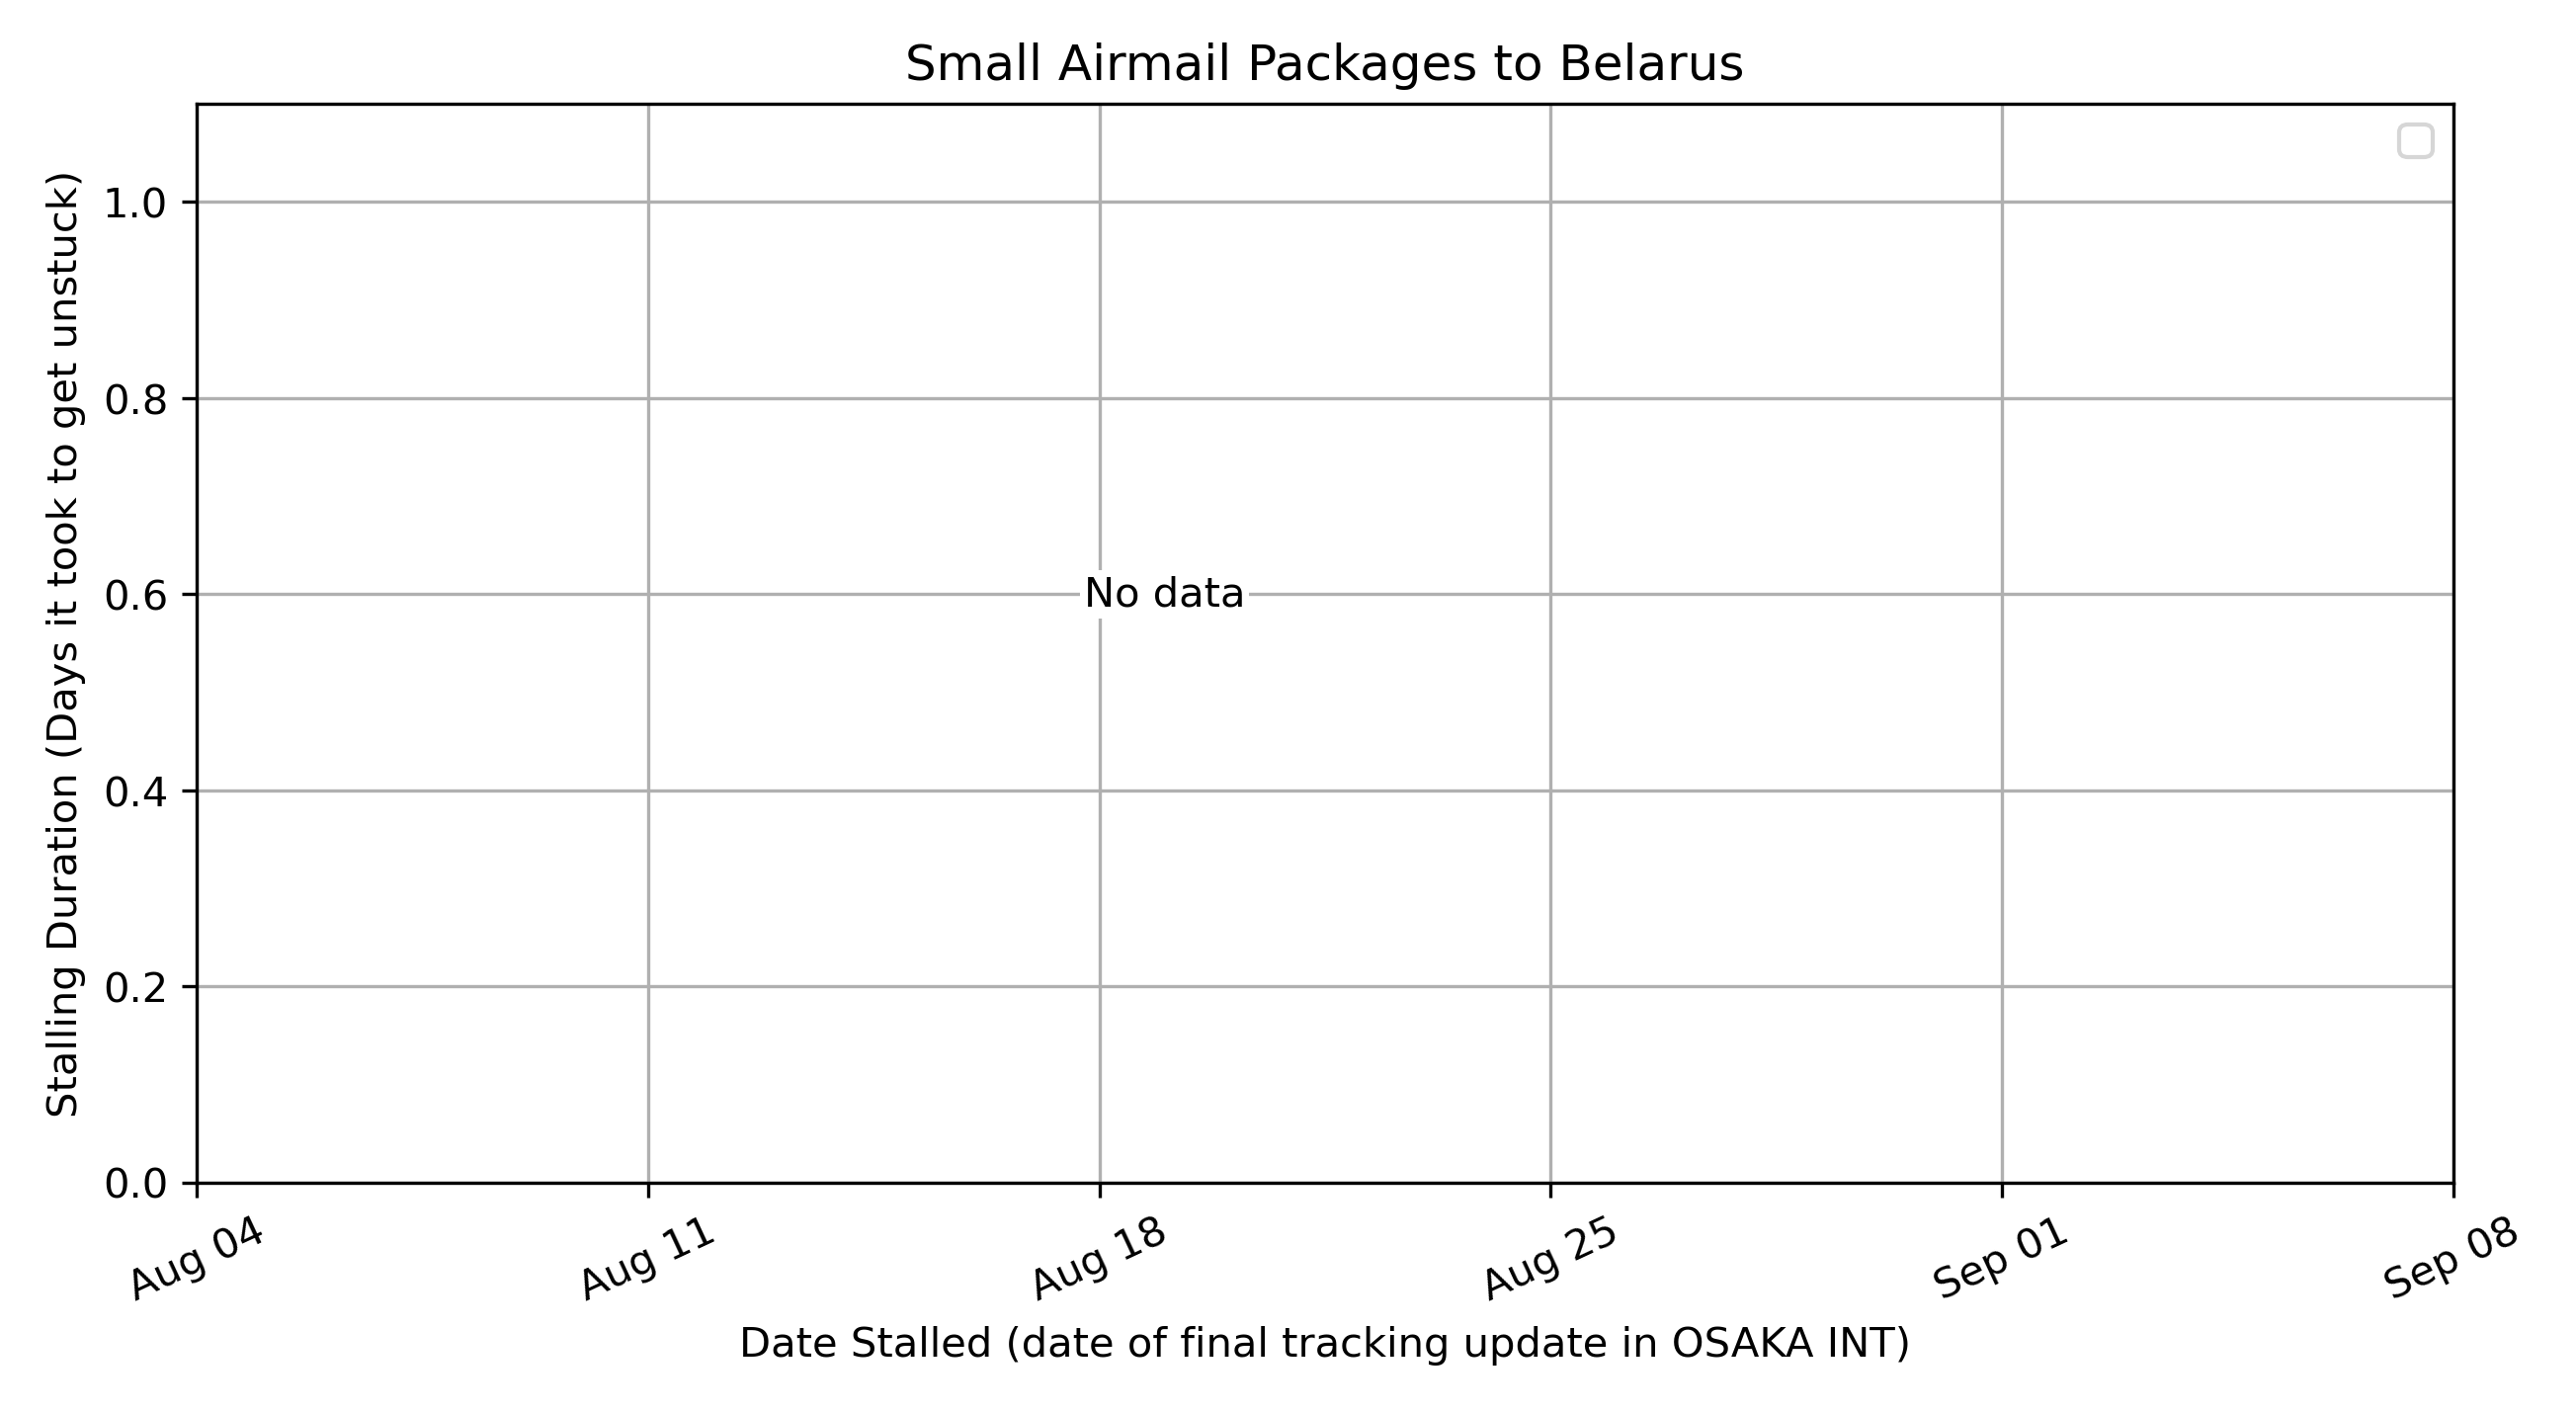 Small Airmail Packages to Belarus
Stalling Duration (Days it took to get unstuck)
1.0
0.8
0.6
0.4
0.2
0.0
No data
Aug 04
Aug 11
Aug 18
Aug 25
Sep 01
Sep 08
Date Stalled (date of final tracking update in OSAKA INT)